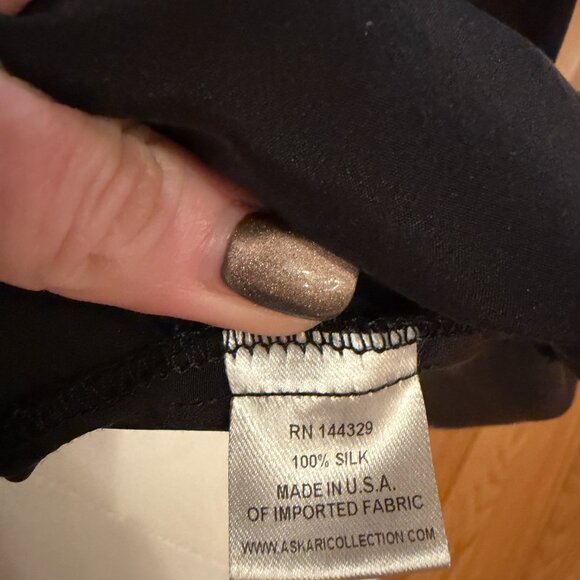 RN 144329
100% SILK
MADE IN U.S.A.
OF IMPORTED FABRIC
WWW.ASKARICOLLECTION.COM